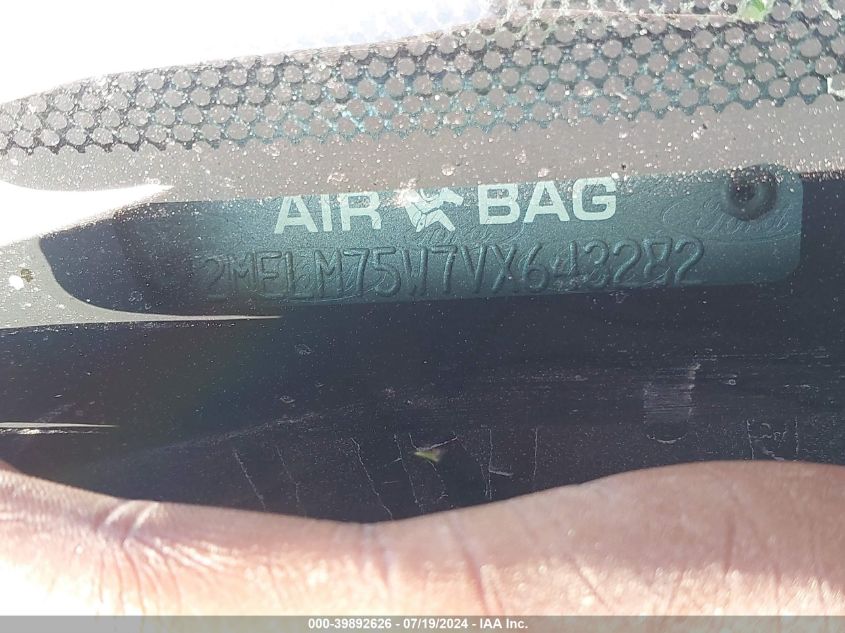 AIR BAG
2MELM75W7VX643282
000-39892626 - 07/19/2024 - IAA Inc.